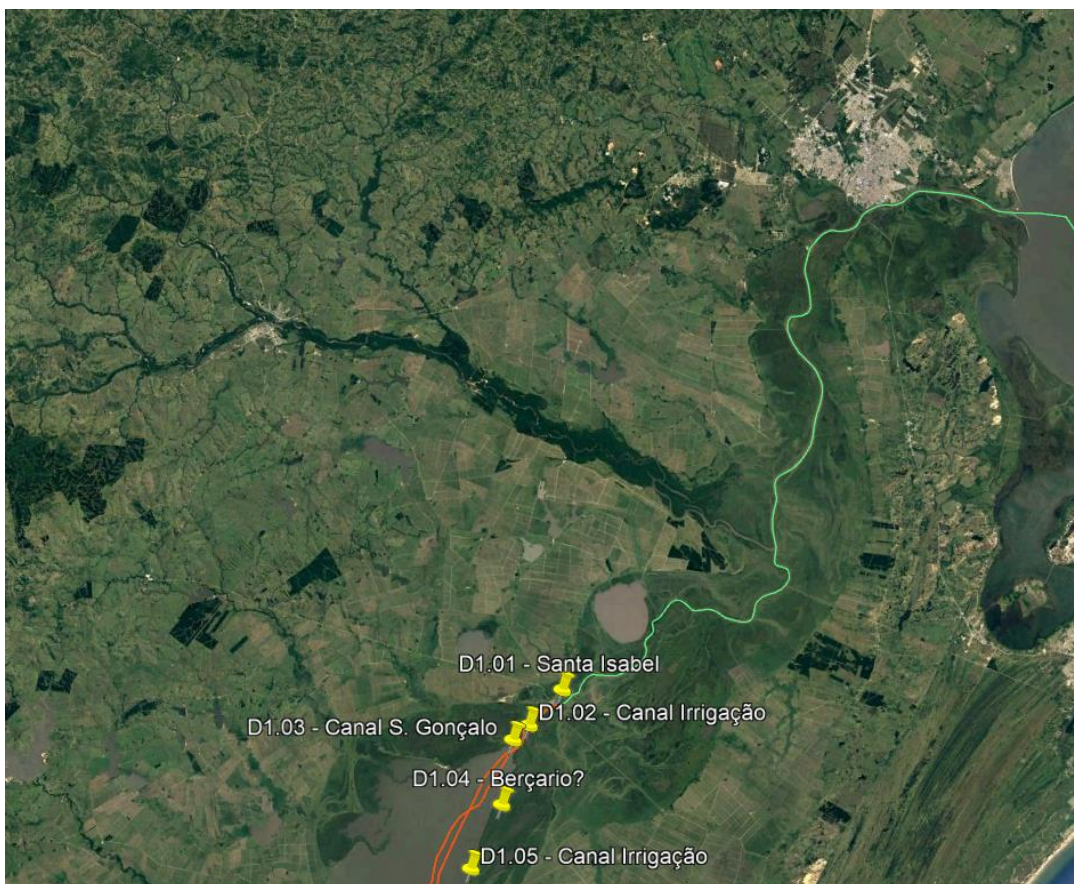 D1.01 - Santa Isabel
D1.02 - Canal Irrigação
D1.03 - Canal S. Gonçalo
D1.04 - Berçario?
D1.05 - Canal Irrigação